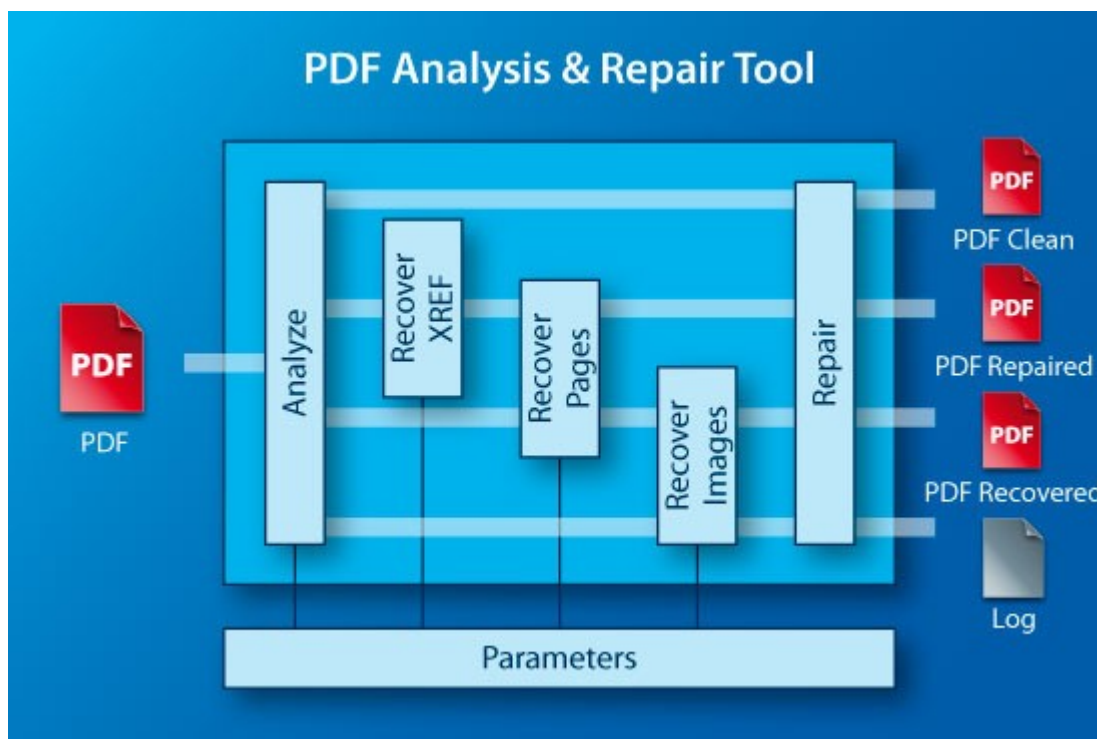 PDF Analysis & Repair Tool
PDF
PDF
Analyze
Recover
XREF
Recover
Pages
Recover
Images
Repair
PDF
PDF Clean
PDF
PDF Repaired
PDF
PDF Recovered
Log
Parameters